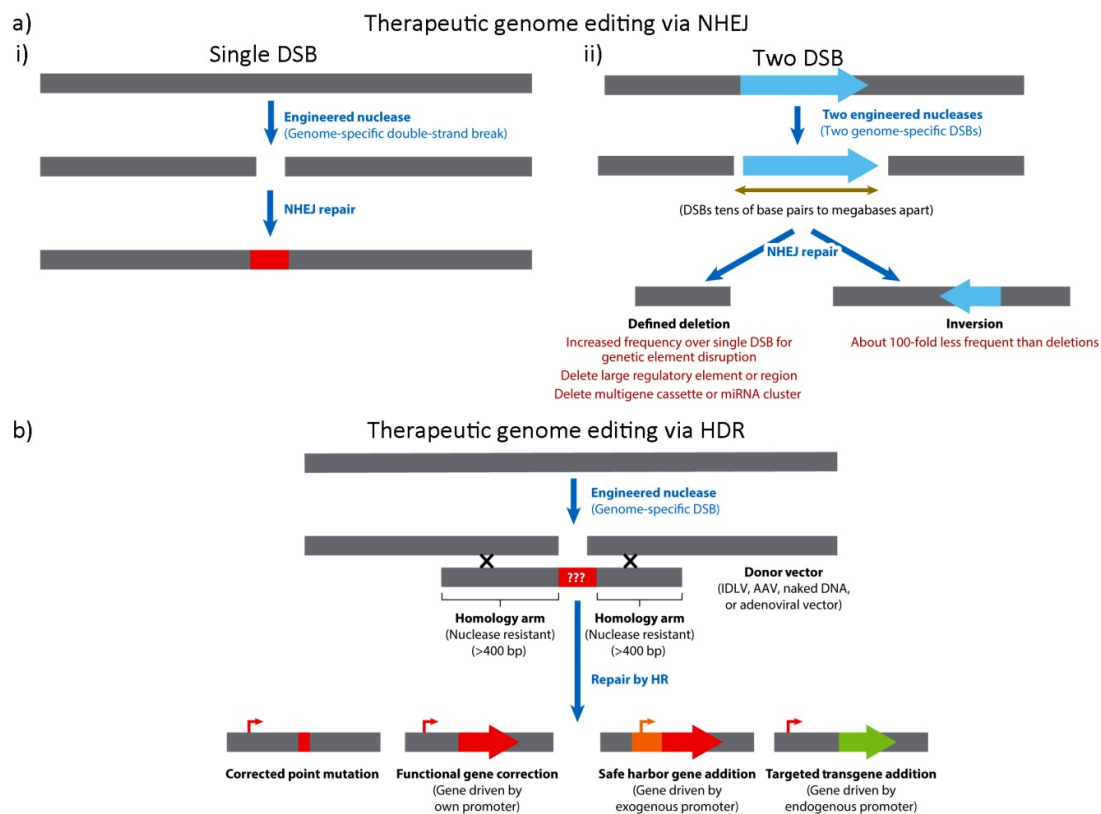 a)
Therapeutic genome editing via NHEJ
i)
Single DSB
Engineered nuclease
(Genome-specific double-strand break)
NHEJ repair
ii)
Two DSB
Two engineered nucleases
(Two genome-specific DSBs)
(DSBs tens of base pairs to megabases apart)
NHEJ repair
Defined deletion
Increased frequency over single DSB for
genetic element disruption
Delete large regulatory element or region
Delete multigene cassette or miRNA cluster
Inversion
About 100-fold less frequent than deletions
b)
Therapeutic genome editing via HDR
Engineered nuclease
(Genome-specific DSB)
???
Donor vector
(IDLV, AAV, naked DNA,
or adenoviral vector)
Homology arm
(Nuclease resistant)
(>400 bp)
Homology arm
(Nuclease resistant)
(>400 bp)
Repair by HR
Corrected point mutation
Functional gene correction
(Gene driven by
own promoter)
Safe harbor gene addition
(Gene driven by
exogenous promoter)
Targeted transgene addition
(Gene driven by
endogenous promoter)